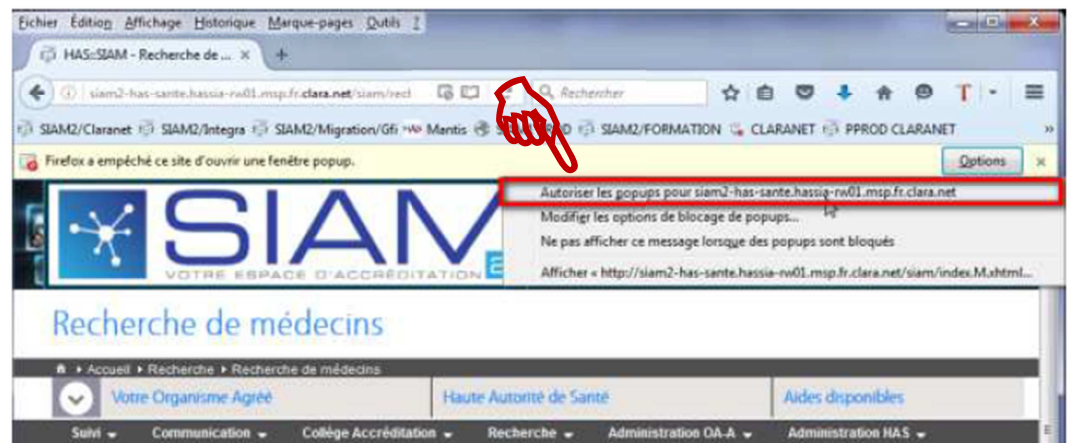 Eichier Édition Affichage Historique Marque-pages Outils ?
HAS::SIAM - Recherche de ... × +
siam2-has-sante.hassia-rw01.msp.fr.clara.net/siam/recl Rechercher
SIAM2/Claranet SIAM2/Integra SIAM2/Migration/Gfi Mantis SIAM2/FORMATION CLARANET PPROD CLARANET »
Firefox a empêché ce site d'ouvrir une fenêtre popup. Options ×
Autoriser les popups pour siam2-has-sante.hassia-rw01.msp.fr.clara.net
Modifier les options de blocage de popups...
Ne pas afficher ce message lorsque des popups sont bloqués
Afficher « http://siam2-has-sante.hassia-rw01.msp.fr.clara.net/siam/index.M.xhtml...
SIAM
VOTRE ESPACE D'ACCRÉDITATION
Recherche de médecins
Accueil ▸ Recherche ▸ Recherche de médecins
Votre Organisme Agréé Haute Autorité de Santé Aides disponibles
Suivi Communication Collège Accréditation Recherche Administration OA-A Administration HAS